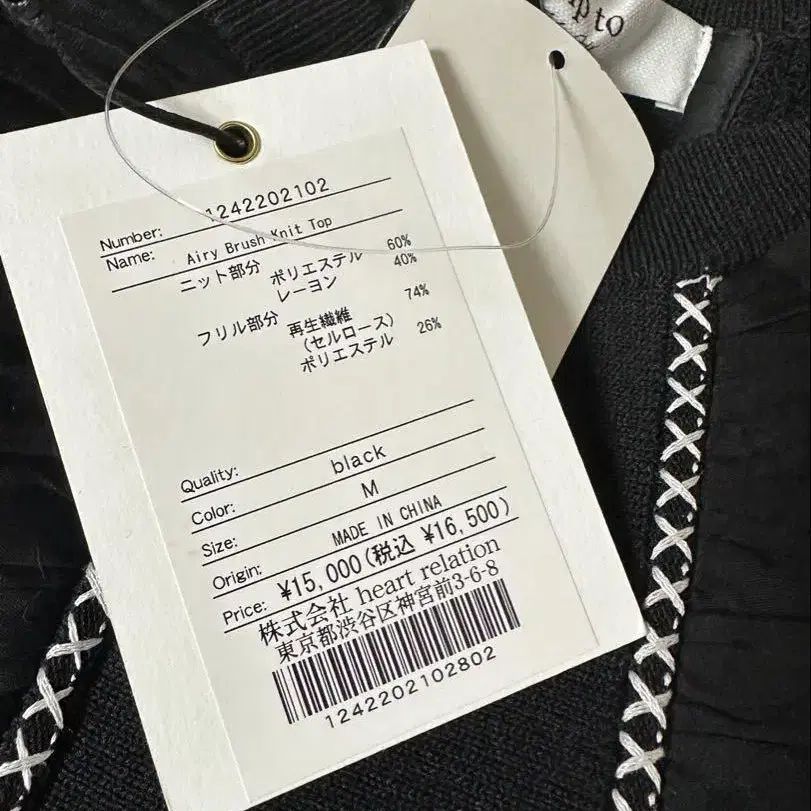 p to
Number: 1242202102
Name: Airy Brush Knit Top
ニット部分 ポリエステル 60%
レーヨン 40%
フリル部分 再生繊維 74%
(セルロース)
ポリエステル 26%
Quality:
Color: black
Size: M
Origin: MADE IN CHINA
Price: ¥15,000(税込 ¥16,500)
株式会社 heart relation
東京都渋谷区神宮前3-6-8
1242202102802